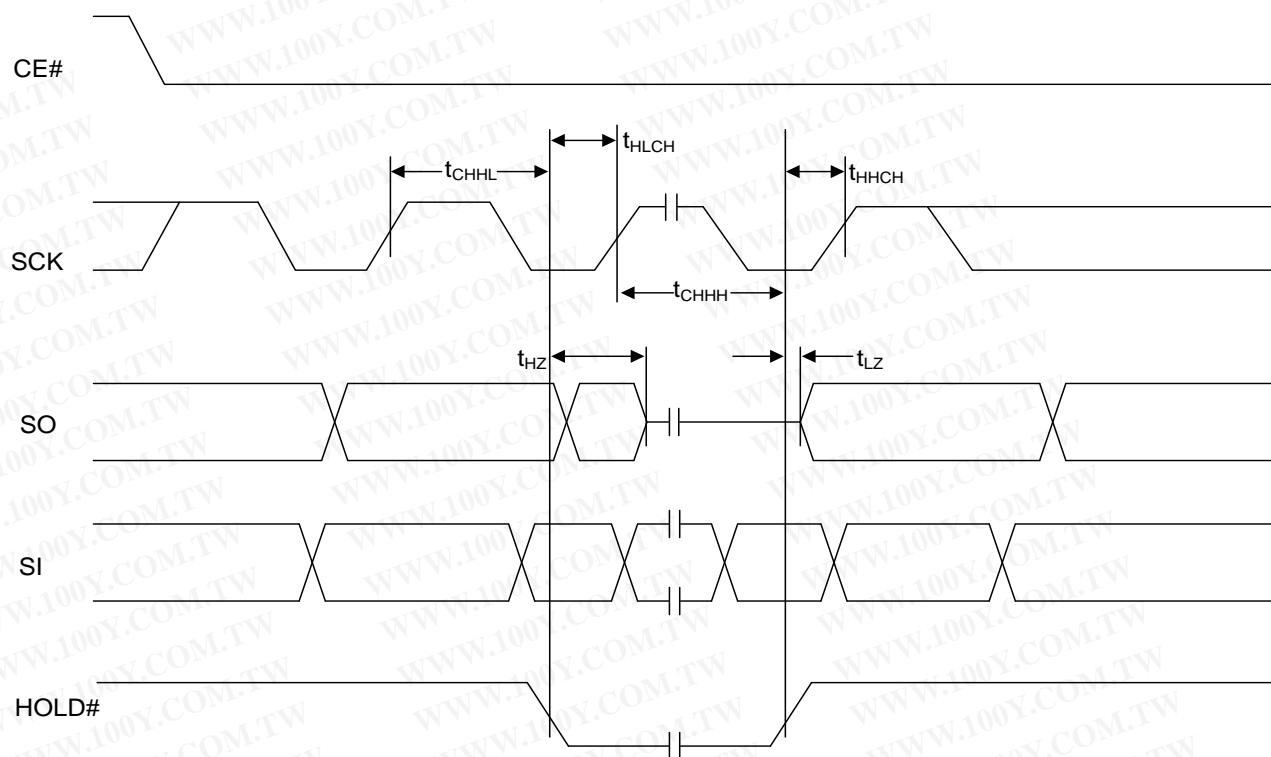 CE#
tHLCH
tCHHL
tHHCH
SCK
tCHHH
tHZ
tLZ
SO
SI
HOLD#
WWW.100Y.COM.TW